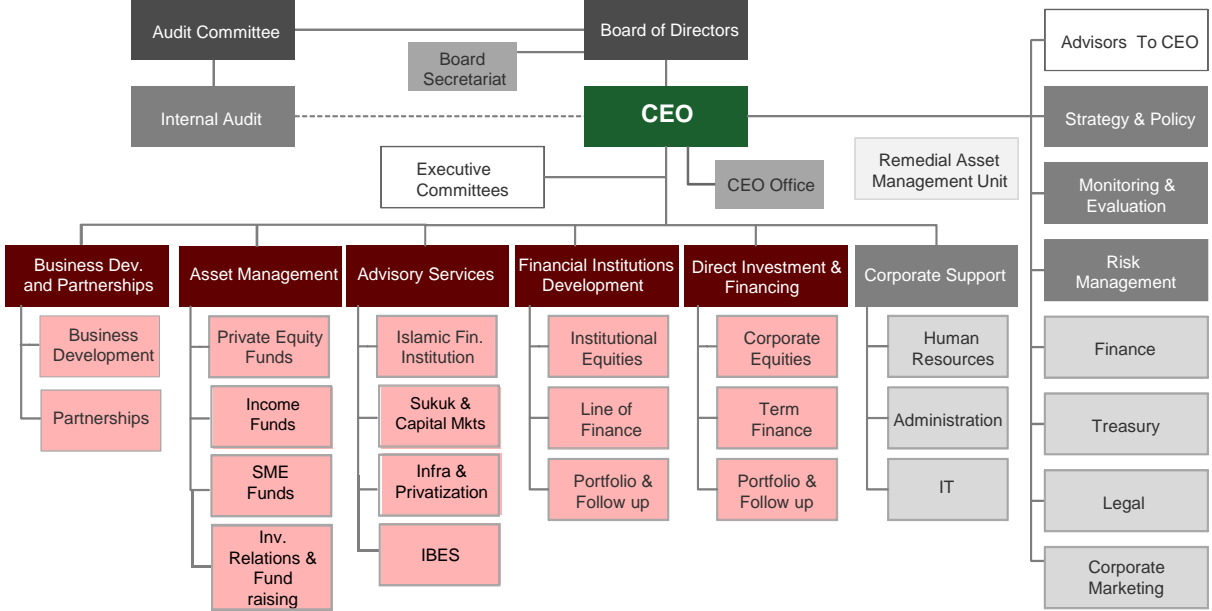 Audit Committee
Board of Directors
Advisors To CEO
Board
Secretariat
Internal Audit
CEO
Strategy & Policy
Executive
Committees
CEO Office
Remedial Asset
Management Unit
Monitoring &
Evaluation
Business Dev.
and Partnerships
Asset Management
Advisory Services
Financial Institutions
Development
Direct Investment &
Financing
Corporate Support
Risk
Management
Business
Development
Partnerships
Private Equity
Funds
Income
Funds
SME
Funds
Inv.
Relations &
Fund
raising
Islamic Fin.
Institution
Sukuk &
Capital Mkts
Infra &
Privatization
IBES
Institutional
Equities
Line of
Finance
Portfolio &
Follow up
Corporate
Equities
Term
Finance
Portfolio &
Follow up
Human
Resources
Administration
IT
Finance
Treasury
Legal
Corporate
Marketing